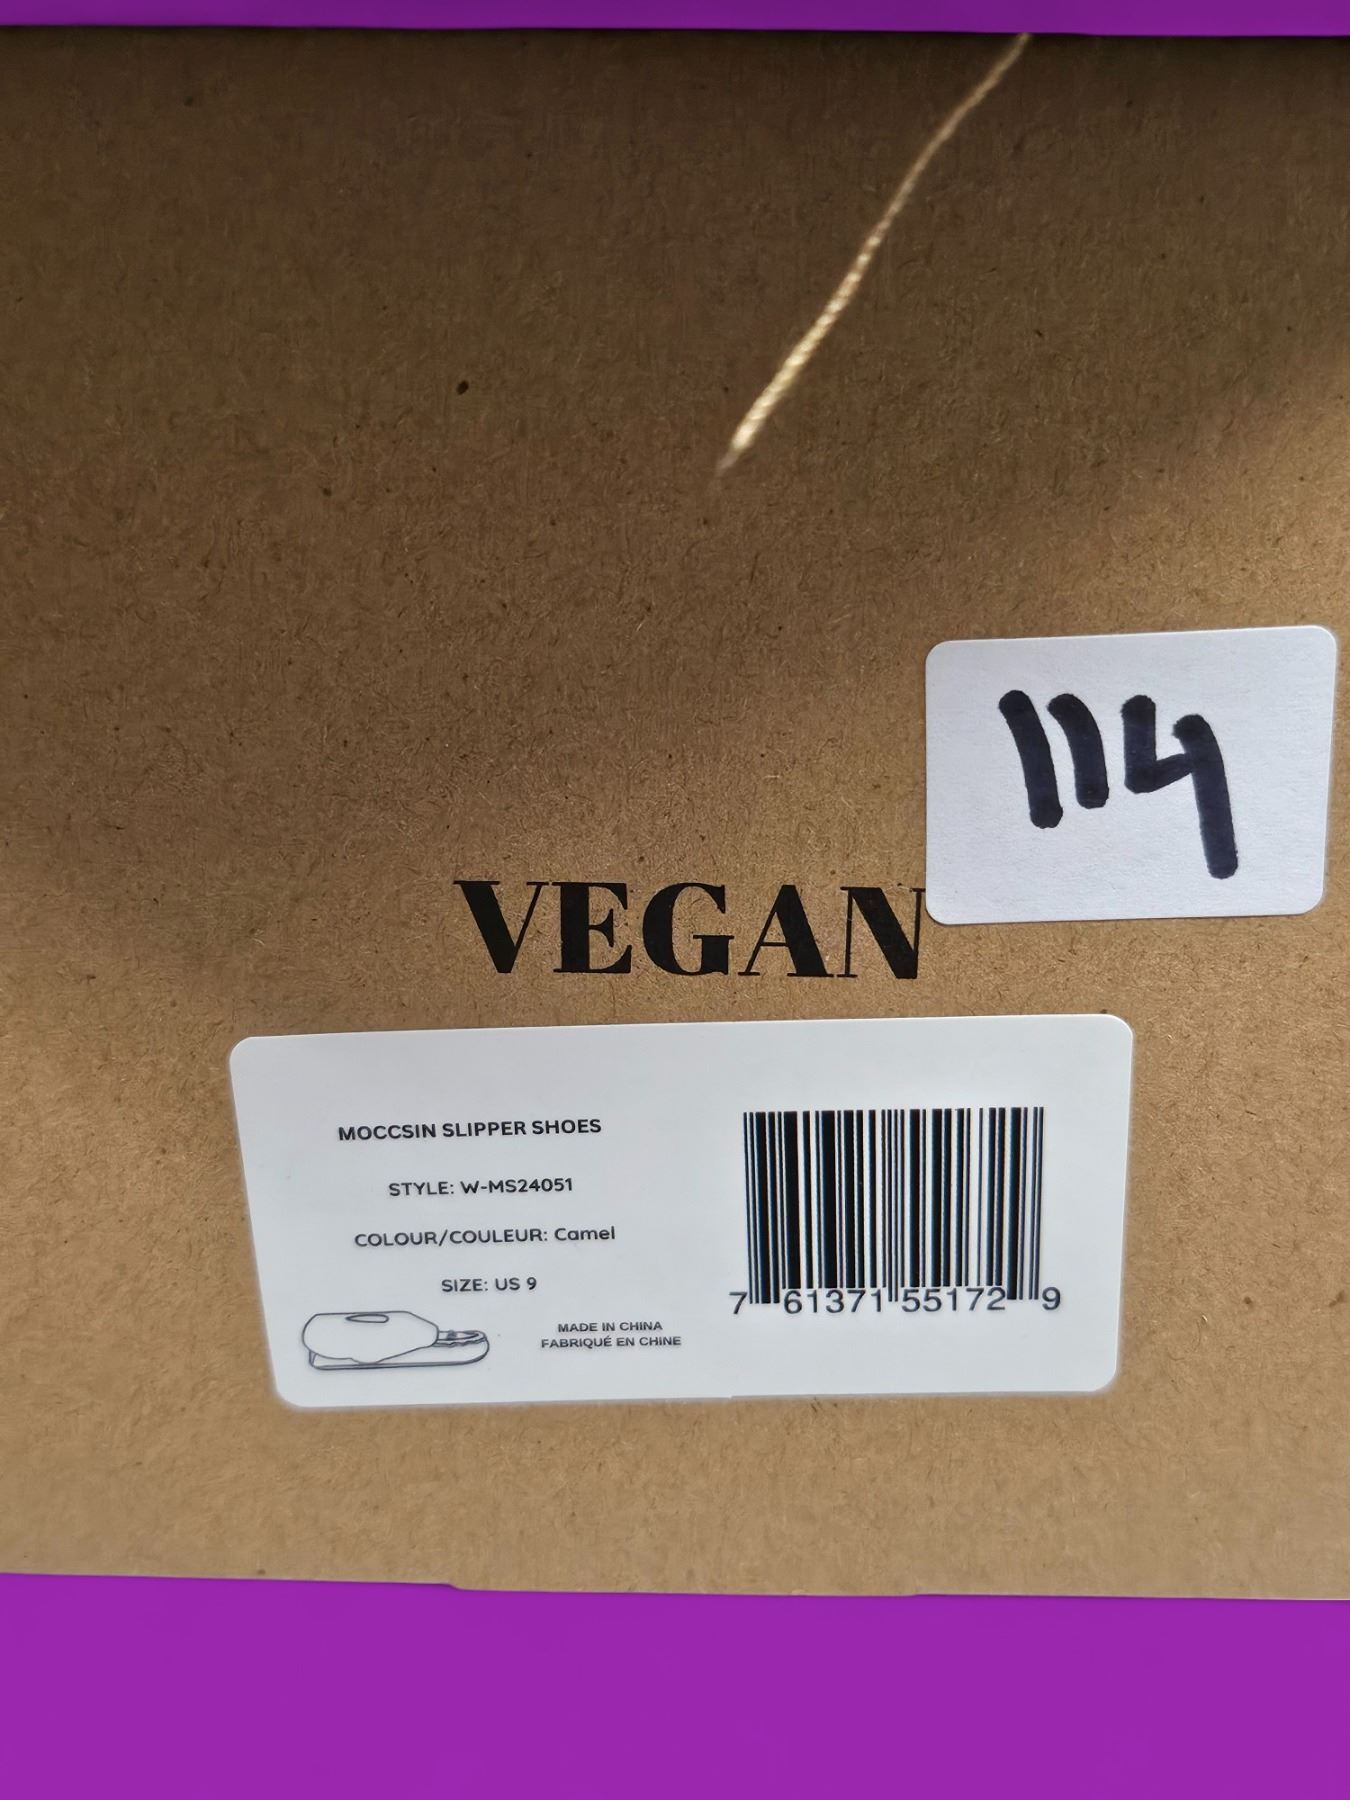 114
VEGAN
MOCCSIN SLIPPER SHOES
STYLE: W-MS24051
COLOUR/COULEUR: Camel
SIZE: US 9
MADE IN CHINA
FABRIQUÉ EN CHINE
7 61371 55172 9